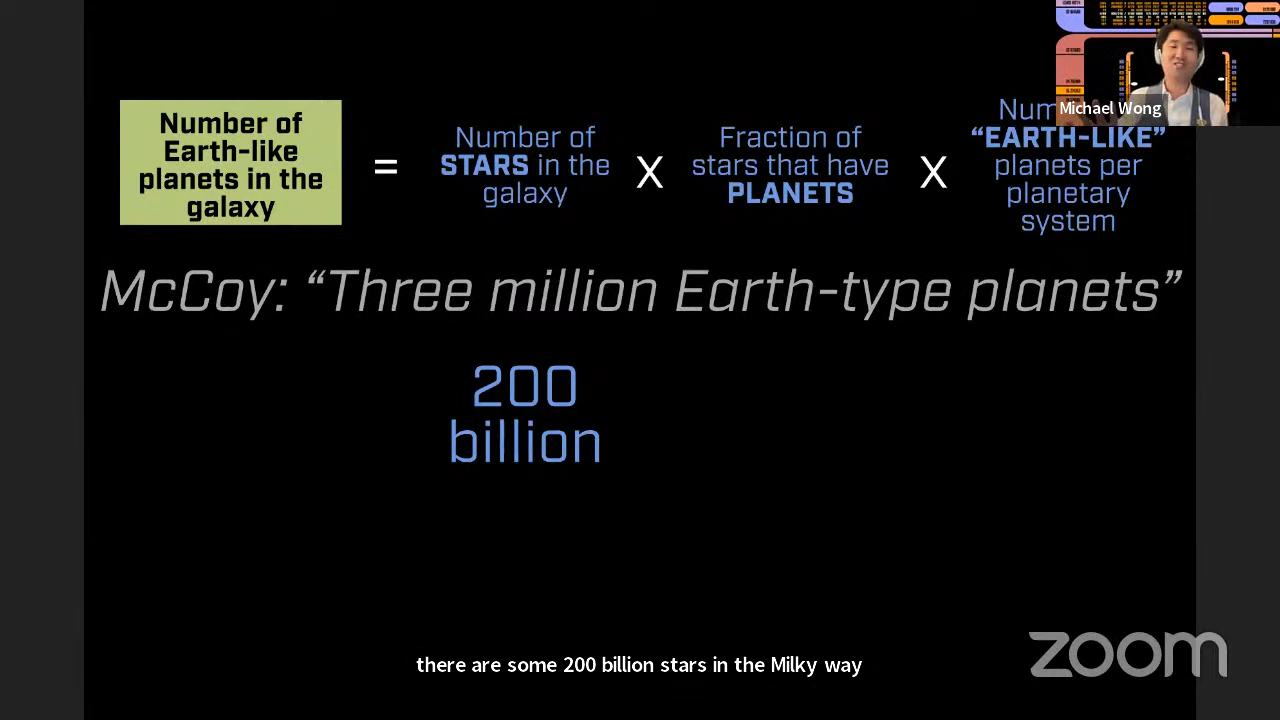 Michael Wong
Number of
Earth-like
planets in the
galaxy
=
Number of
STARS in the
galaxy
X
Fraction of
stars that have
PLANETS
X
“EARTH-LIKE”
planets per
planetary
system
McCoy: “Three million Earth-type planets”
200
billion
there are some 200 billion stars in the Milky way
zoom